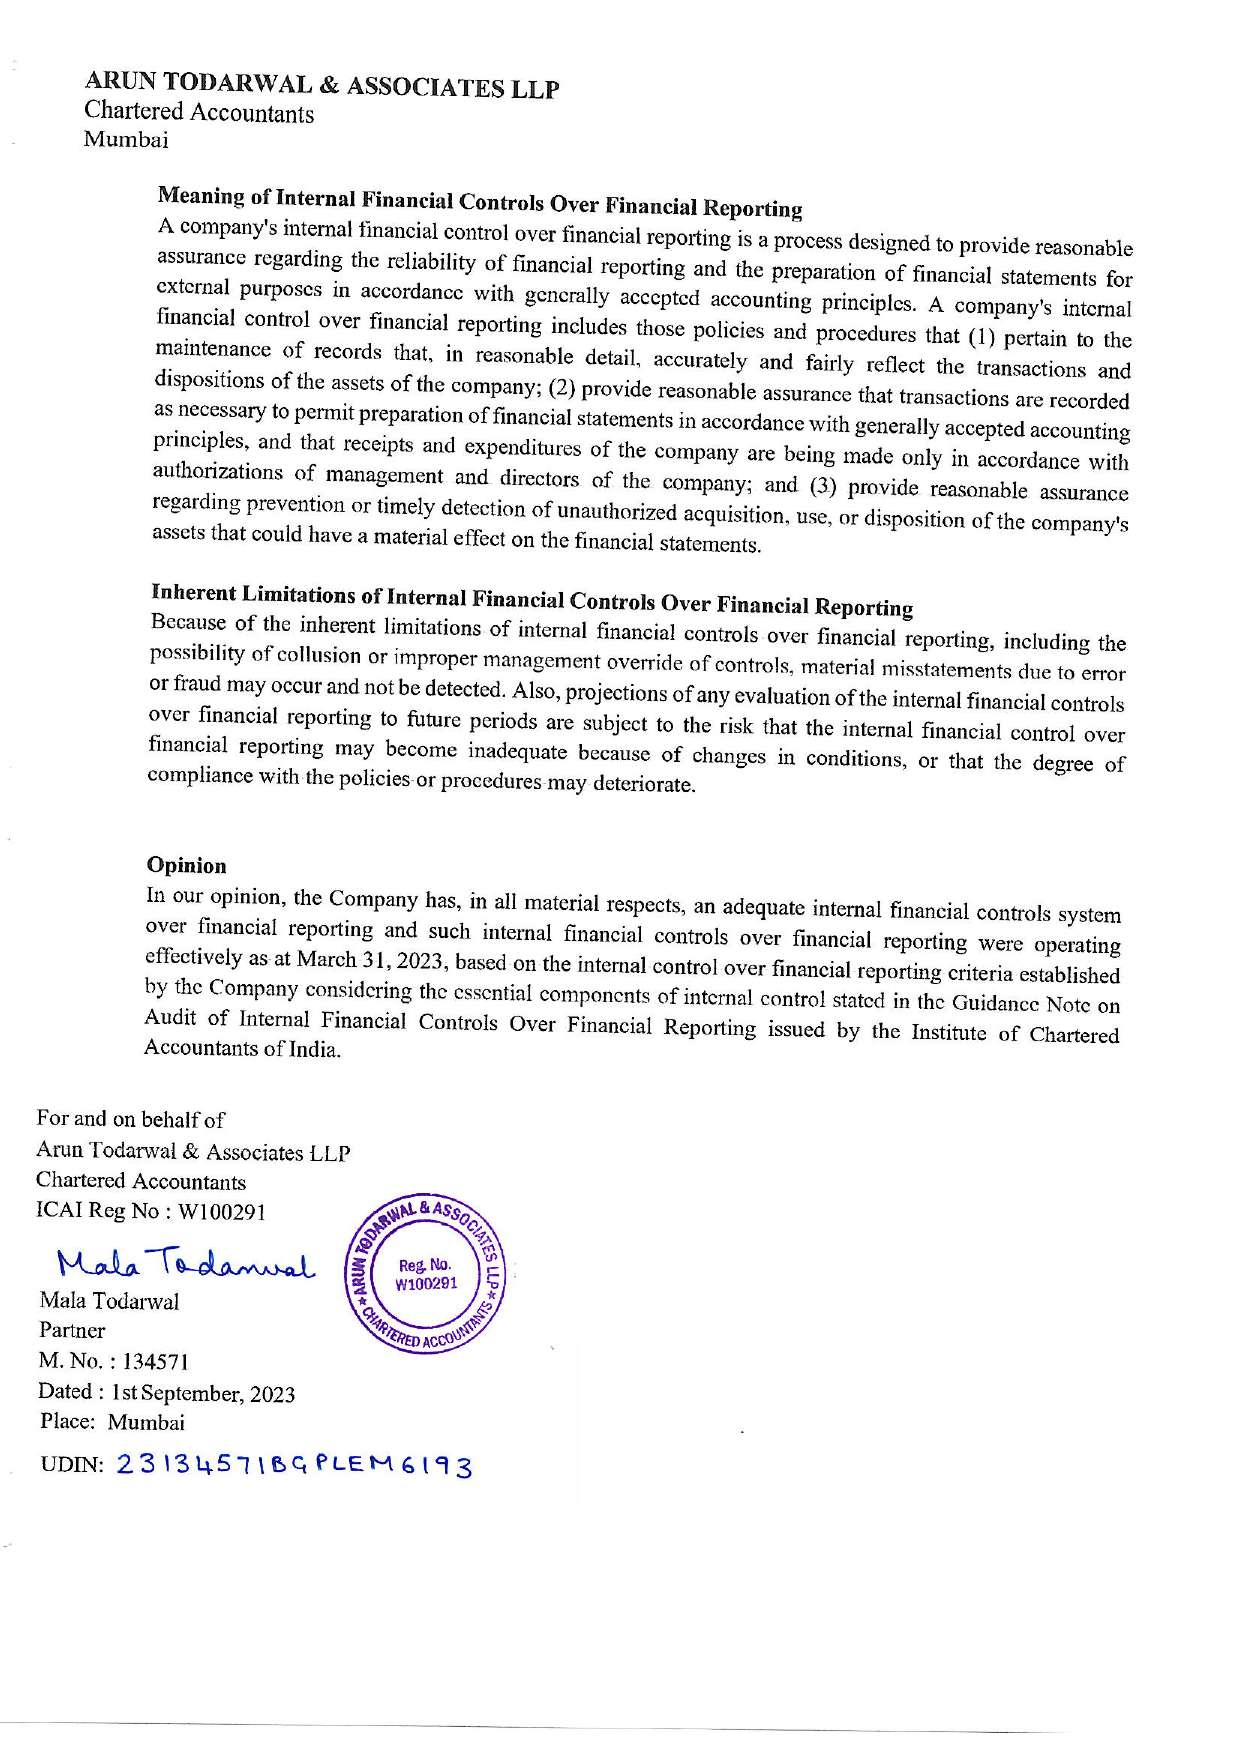 ARUN TODARWAL & ASSOCIATES LLP
Chartered Accountants
Mumbai
Meaning of Internal Financial Controls Over Financial Reporting
A company's internal financial control over financial reporting is a process designed to provide reasonable
assurance regarding the reliability of financial reporting and the preparation of financial statements for
external purposes in accordance with generally accepted accounting principles. A company's internal
financial control over financial reporting includes those policies and procedures that (1) pertain to the
maintenance of records that, in reasonable detail, accurately and fairly reflect the transactions and
dispositions of the assets of the company; (2) provide reasonable assurance that transactions are recorded
as necessary to permit preparation of financial statements in accordance with generally accepted accounting
principles, and that receipts and expenditures of the company are being made only in accordance with
authorizations of management and directors of the company; and (3) provide reasonable assurance
regarding prevention or timely detection of unauthorized acquisition, use, or disposition of the company's
assets that could have a material effect on the financial statements.
Inherent Limitations of Internal Financial Controls Over Financial Reporting
Because of the inherent limitations of internal financial controls over financial reporting, including the
possibility of collusion or improper management override of controls, material misstatements due to error
or fraud may occur and not be detected. Also, projections of any evaluation of the internal financial controls
over financial reporting to future periods are subject to the risk that the internal financial control over
financial reporting may become inadequate because of changes in conditions, or that the degree of
compliance with the policies or procedures may deteriorate.
Opinion
In our opinion, the Company has, in all material respects, an adequate internal financial controls system
over financial reporting and such internal financial controls over financial reporting were operating
effectively as at March 31, 2023, based on the internal control over financial reporting criteria established
by the Company considering the essential components of internal control stated in the Guidance Note on
Audit of Internal Financial Controls Over Financial Reporting issued by the Institute of Chartered
Accountants of India.
For and on behalf of
Arun Todarwal & Associates LLP
Chartered Accountants
ICAI Reg No : W100291
Mala Todarwal
ARUN TODARWAL & ASSOCIATES LLP
Reg. No.
W100291
★ CHARTERED ACCOUNTANTS ★
Mala Todarwal
Partner
M. No. : 134571
Dated : 1st September, 2023
Place: Mumbai
UDIN: 23134571BGPLEM6193